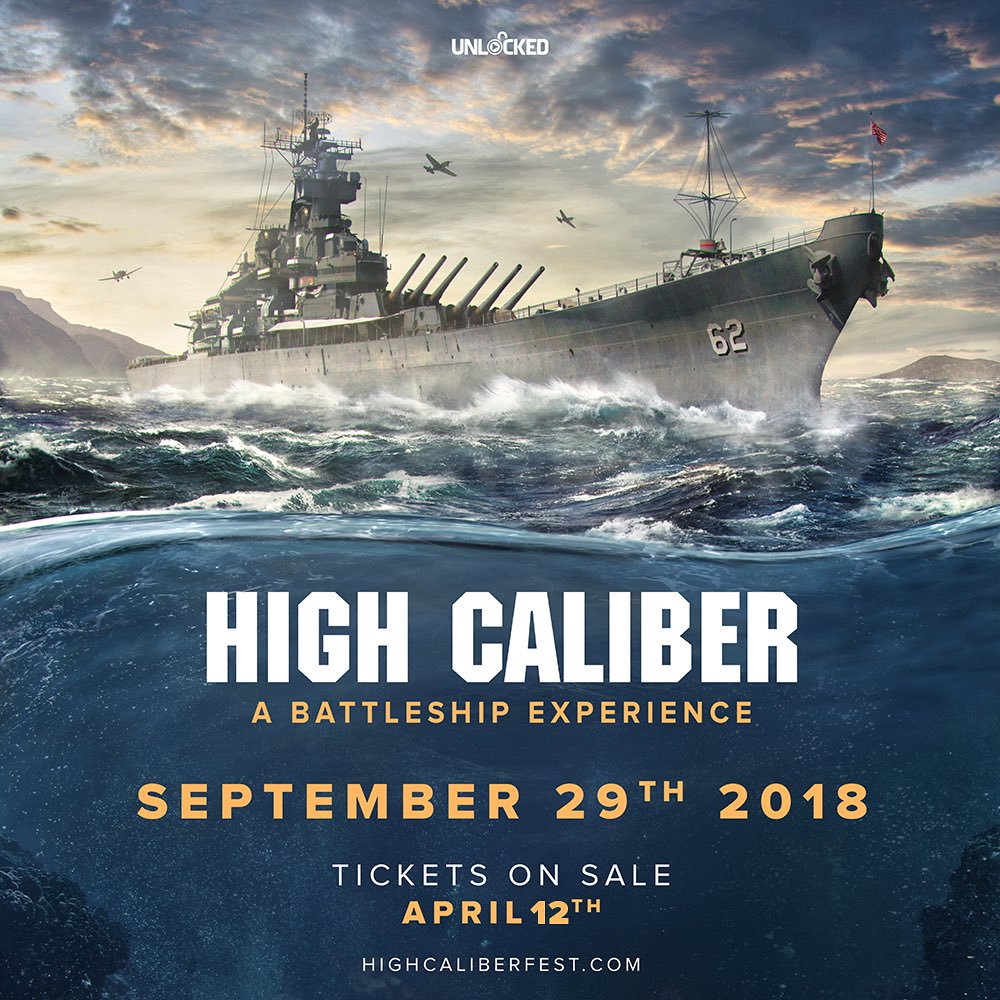 UNLOCKED
62
HIGH CALIBER
A BATTLESHIP EXPERIENCE
SEPTEMBER 29TH 2018
TICKETS ON SALE
APRIL 12TH
HIGHCALIBERFEST.COM